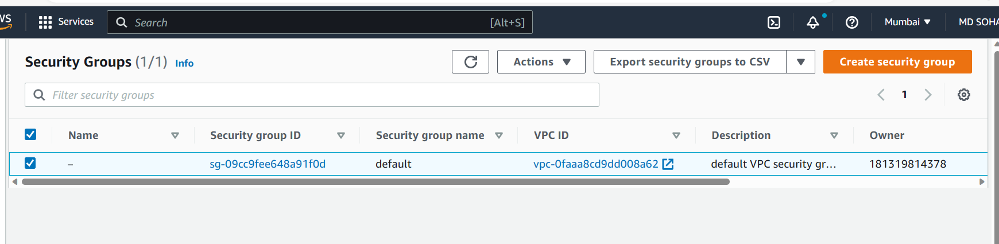 Services Search [Alt+S] Mumbai MD SOHA
Security Groups (1/1) Info Actions Export security groups to CSV Create security group
Filter security groups 1
Name Security group ID Security group name VPC ID Description Owner
– sg-09cc9fee648a91f0d default vpc-0faaa8cd9dd008a62 default VPC security gr... 181319814378